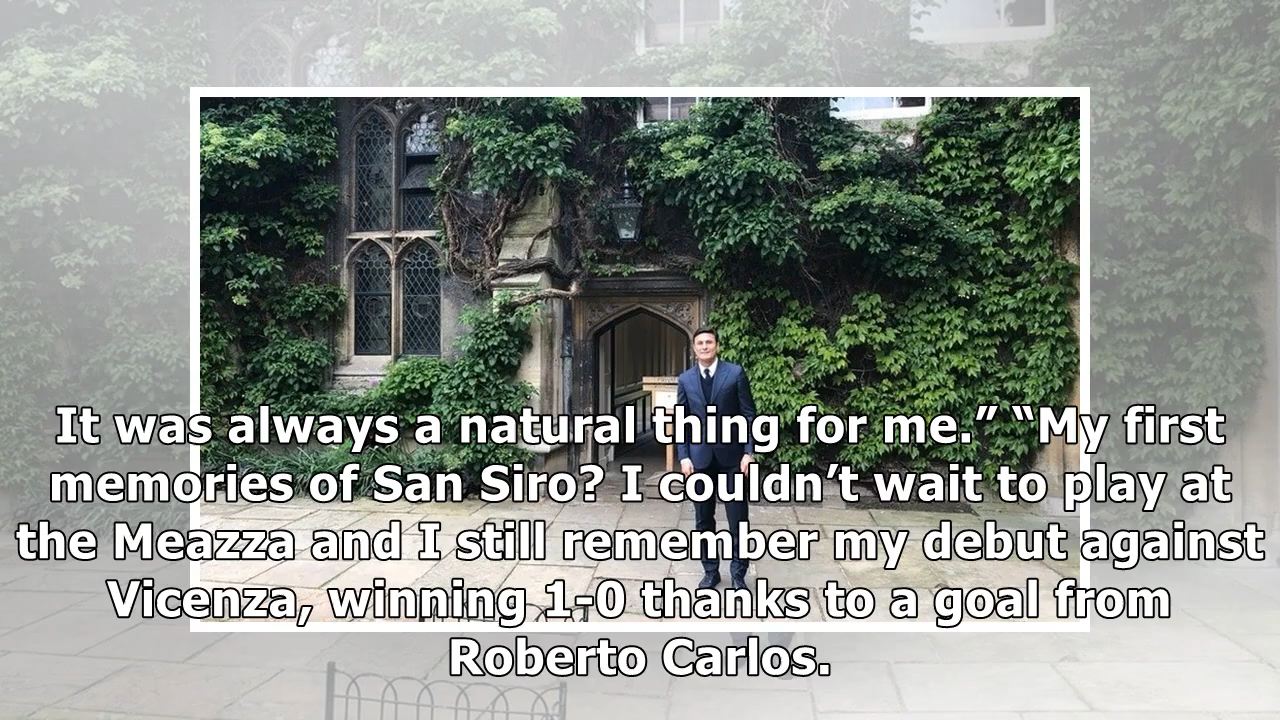 It was always a natural thing for me.” “My first
memories of San Siro? I couldn’t wait to play at
the Meazza and I still remember my debut against
Vicenza, winning 1-0 thanks to a goal from
Roberto Carlos.